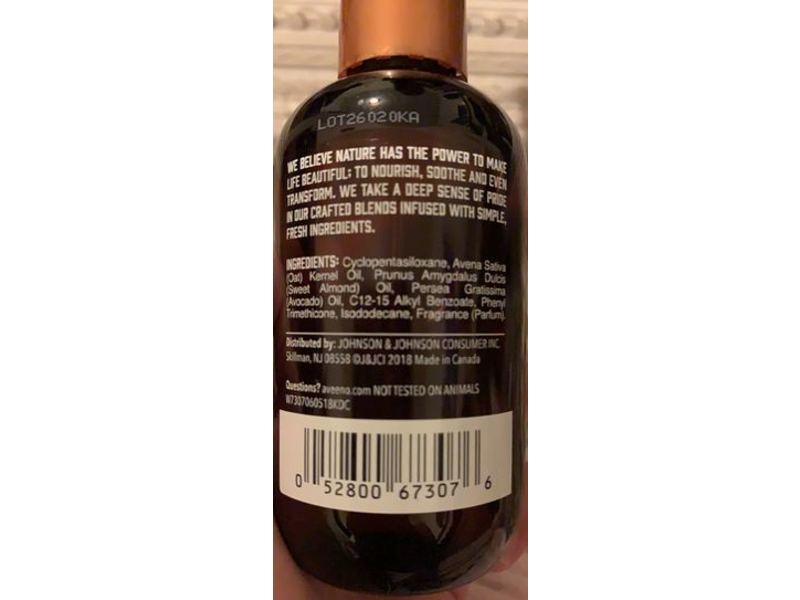 LOT26020KA
WE BELIEVE NATURE HAS THE POWER TO MAKE
LIFE BEAUTIFUL; TO NOURISH, SOOTHE AND EVEN
TRANSFORM. WE TAKE A DEEP SENSE OF PRIDE
IN OUR CRAFTED BLENDS INFUSED WITH SIMPLE,
FRESH INGREDIENTS.
INGREDIENTS: Cyclopentasiloxane, Avena Sativa
(Oat) Kernel Oil, Prunus Amygdalus Dulcis
(Sweet Almond) Oil, Persea Gratissima
(Avocado) Oil, C12-15 Alkyl Benzoate, Phenyl
Trimethicone, Isododecane, Fragrance (Parfum).
Distributed by: JOHNSON & JOHNSON CONSUMER INC.
Skillman, NJ 08558 ©J&JCI 2018 Made in Canada
Questions? aveeno.com NOT TESTED ON ANIMALS
W7307060518KDC
0 52800 67307 6